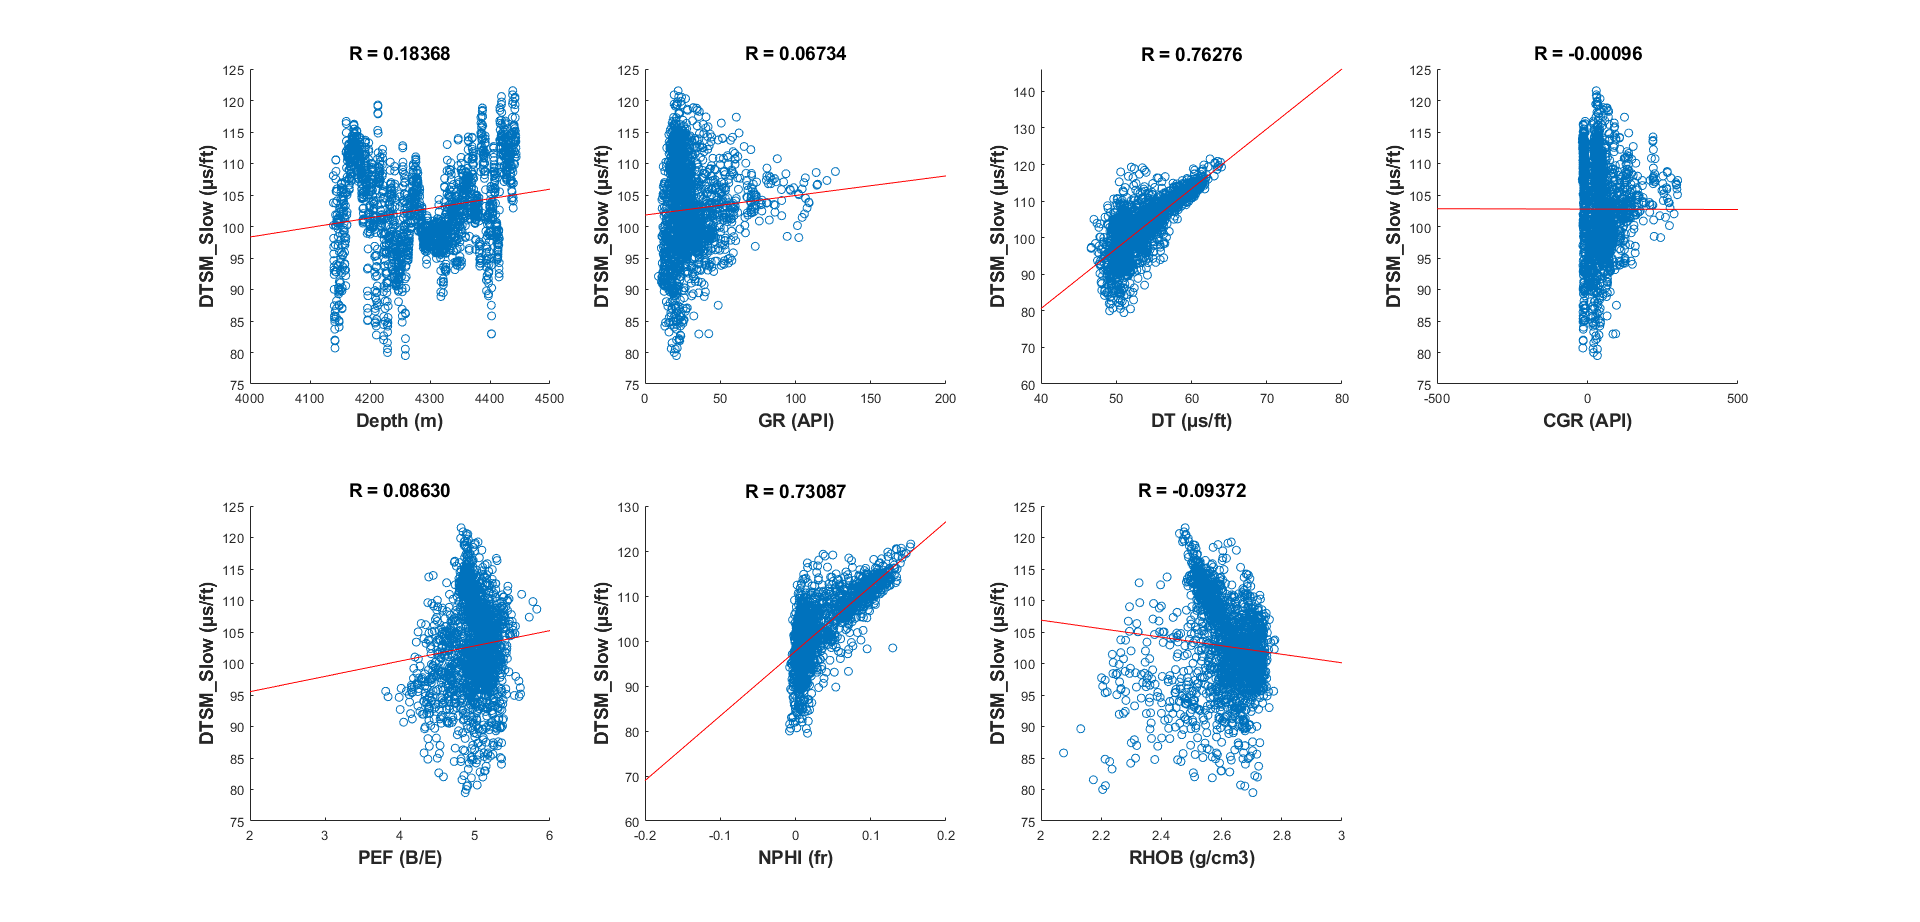 R = 0.18368
125
120
115
110
105
100
95
90
85
80
75
DTSM_Slow (µs/ft)
4000 4100 4200 4300 4400 4500
Depth (m)
R = 0.06734
125
120
115
110
105
100
95
90
85
80
75
DTSM_Slow (µs/ft)
0 50 100 150 200
GR (API)
R = 0.76276
140
130
120
110
100
90
80
70
60
DTSM_Slow (µs/ft)
40 50 60 70 80
DT (µs/ft)
R = -0.00096
125
120
115
110
105
100
95
90
85
80
75
DTSM_Slow (µs/ft)
-500 0 500
CGR (API)
R = 0.08630
125
120
115
110
105
100
95
90
85
80
75
DTSM_Slow (µs/ft)
2 3 4 5 6
PEF (B/E)
R = 0.73087
130
120
110
100
90
80
70
60
DTSM_Slow (µs/ft)
-0.2 -0.1 0 0.1 0.2
NPHI (fr)
R = -0.09372
125
120
115
110
105
100
95
90
85
80
75
DTSM_Slow (µs/ft)
2 2.2 2.4 2.6 2.8 3
RHOB (g/cm3)